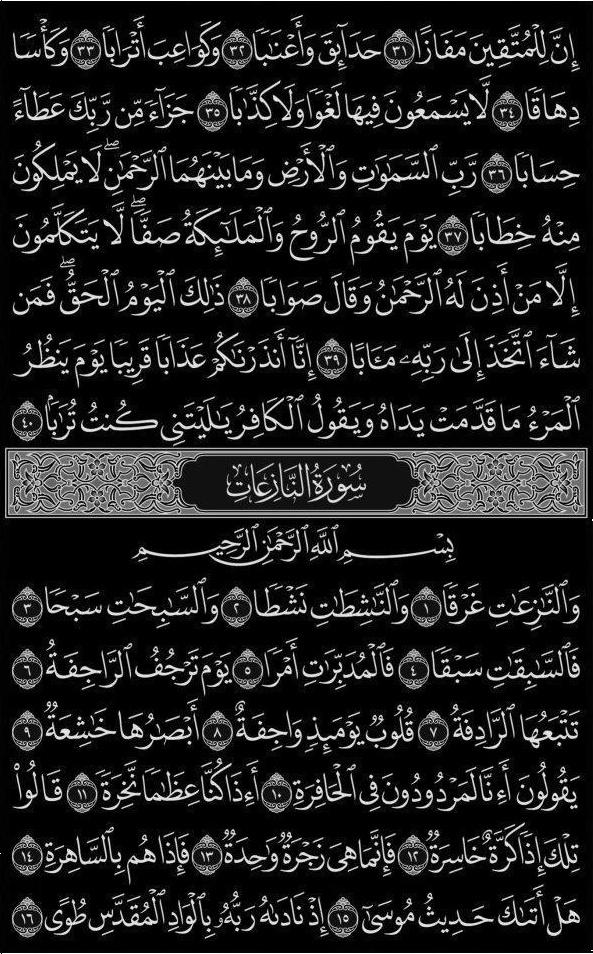 إِنَّ لِلْمُتَّقِينَ مَفَازًا ٣١ حَدَآئِقَ وَأَعْنَٰبًا ٣٢ وَكَوَاعِبَ أَتْرَابًا ٣٣ وَكَأْسًا
دِهَاقًا ٣٤ لَّا يَسْمَعُونَ فِيهَا لَغْوًا وَلَا كِذَّٰبًا ٣٥ جَزَآءً مِّن رَّبِّكَ عَطَآءً
حِسَابًا ٣٦ رَّبِّ ٱلسَّمَٰوَٰتِ وَٱلْأَرْضِ وَمَا بَيْنَهُمَا ٱلرَّحْمَٰنِ ۖ لَا يَمْلِكُونَ
مِنْهُ خِطَابًا ٣٧ يَوْمَ يَقُومُ ٱلرُّوحُ وَٱلْمَلَٰٓئِكَةُ صَفًّا ۖ لَّا يَتَكَلَّمُونَ
إِلَّا مَنْ أَذِنَ لَهُ ٱلرَّحْمَٰنُ وَقَالَ صَوَابًا ٣٨ ذَٰلِكَ ٱلْيَوْمُ ٱلْحَقُّ ۖ فَمَن
شَآءَ ٱتَّخَذَ إِلَىٰ رَبِّهِۦ مَـَٔابًا ٣٩ إِنَّآ أَنذَرْنَٰكُمْ عَذَابًا قَرِيبًا يَوْمَ يَنظُرُ
ٱلْمَرْءُ مَا قَدَّمَتْ يَدَاهُ وَيَقُولُ ٱلْكَافِرُ يَٰلَيْتَنِى كُنتُ تُرَٰبًۢا ٤٠
سُورَةُ النَّازِعَاتِ
بِسْمِ ٱللَّهِ ٱلرَّحْمَٰنِ ٱلرَّحِيمِ
وَٱلنَّٰزِعَٰتِ غَرْقًا ١ وَٱلنَّٰشِطَٰتِ نَشْطًا ٢ وَٱلسَّٰبِحَٰتِ سَبْحًا ٣
فَٱلسَّٰبِقَٰتِ سَبْقًا ٤ فَٱلْمُدَبِّرَٰتِ أَمْرًا ٥ يَوْمَ تَرْجُفُ ٱلرَّاجِفَةُ ٦
تَتْبَعُهَا ٱلرَّادِفَةُ ٧ قُلُوبٌ يَوْمَئِذٍ وَاجِفَةٌ ٨ أَبْصَٰرُهَا خَٰشِعَةٌ ٩
يَقُولُونَ أَءِنَّا لَمَرْدُودُونَ فِى ٱلْحَافِرَةِ ١٠ أَءِذَا كُنَّا عِظَٰمًا نَّخِرَةً ١١ قَالُوا۟
تِلْكَ إِذًا كَرَّةٌ خَاسِرَةٌ ١٢ فَإِنَّمَا هِىَ زَجْرَةٌ وَٰحِدَةٌ ١٣ فَإِذَا هُم بِٱلسَّاهِرَةِ ١٤
هَلْ أَتَىٰكَ حَدِيثُ مُوسَىٰٓ ١٥ إِذْ نَادَىٰهُ رَبُّهُۥ بِٱلْوَادِ ٱلْمُقَدَّسِ طُوًى ١٦